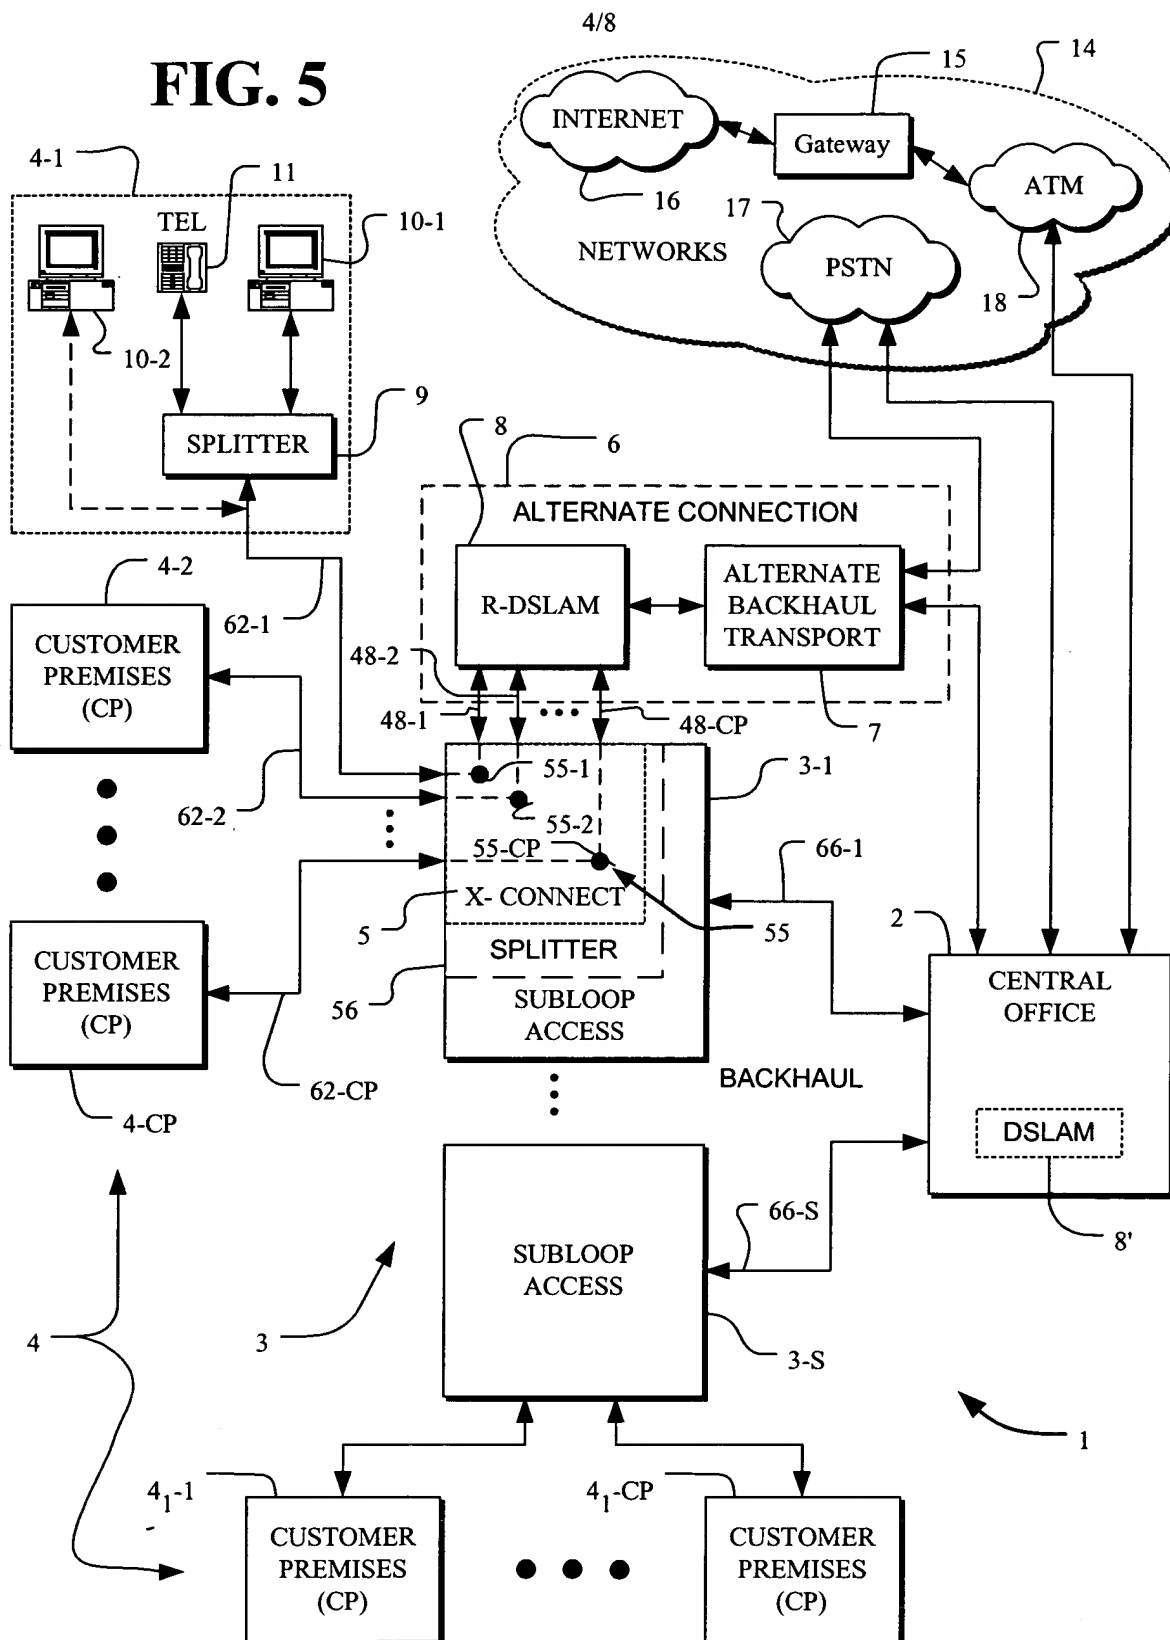 4/8
FIG. 5
15
14
INTERNET
Gateway
ATM
16
17
NETWORKS
PSTN
18
4-1
11
TEL
10-1
10-2
9
SPLITTER
8
6
ALTERNATE CONNECTION
R-DSLAM
ALTERNATE
BACKHAUL
TRANSPORT
4-2
62-1
CUSTOMER
PREMISES
(CP)
48-2
48-1
48-CP
7
55-1
3-1
62-2
55-2
55-CP
66-1
X- CONNECT
5
55
2
SPLITTER
CUSTOMER
PREMISES
(CP)
56
SUBLOOP
ACCESS
CENTRAL
OFFICE
62-CP
BACKHAUL
4-CP
DSLAM
66-S
8'
SUBLOOP
ACCESS
4
3
3-S
1
4₁-1
4₁-CP
CUSTOMER
PREMISES
(CP)
CUSTOMER
PREMISES
(CP)